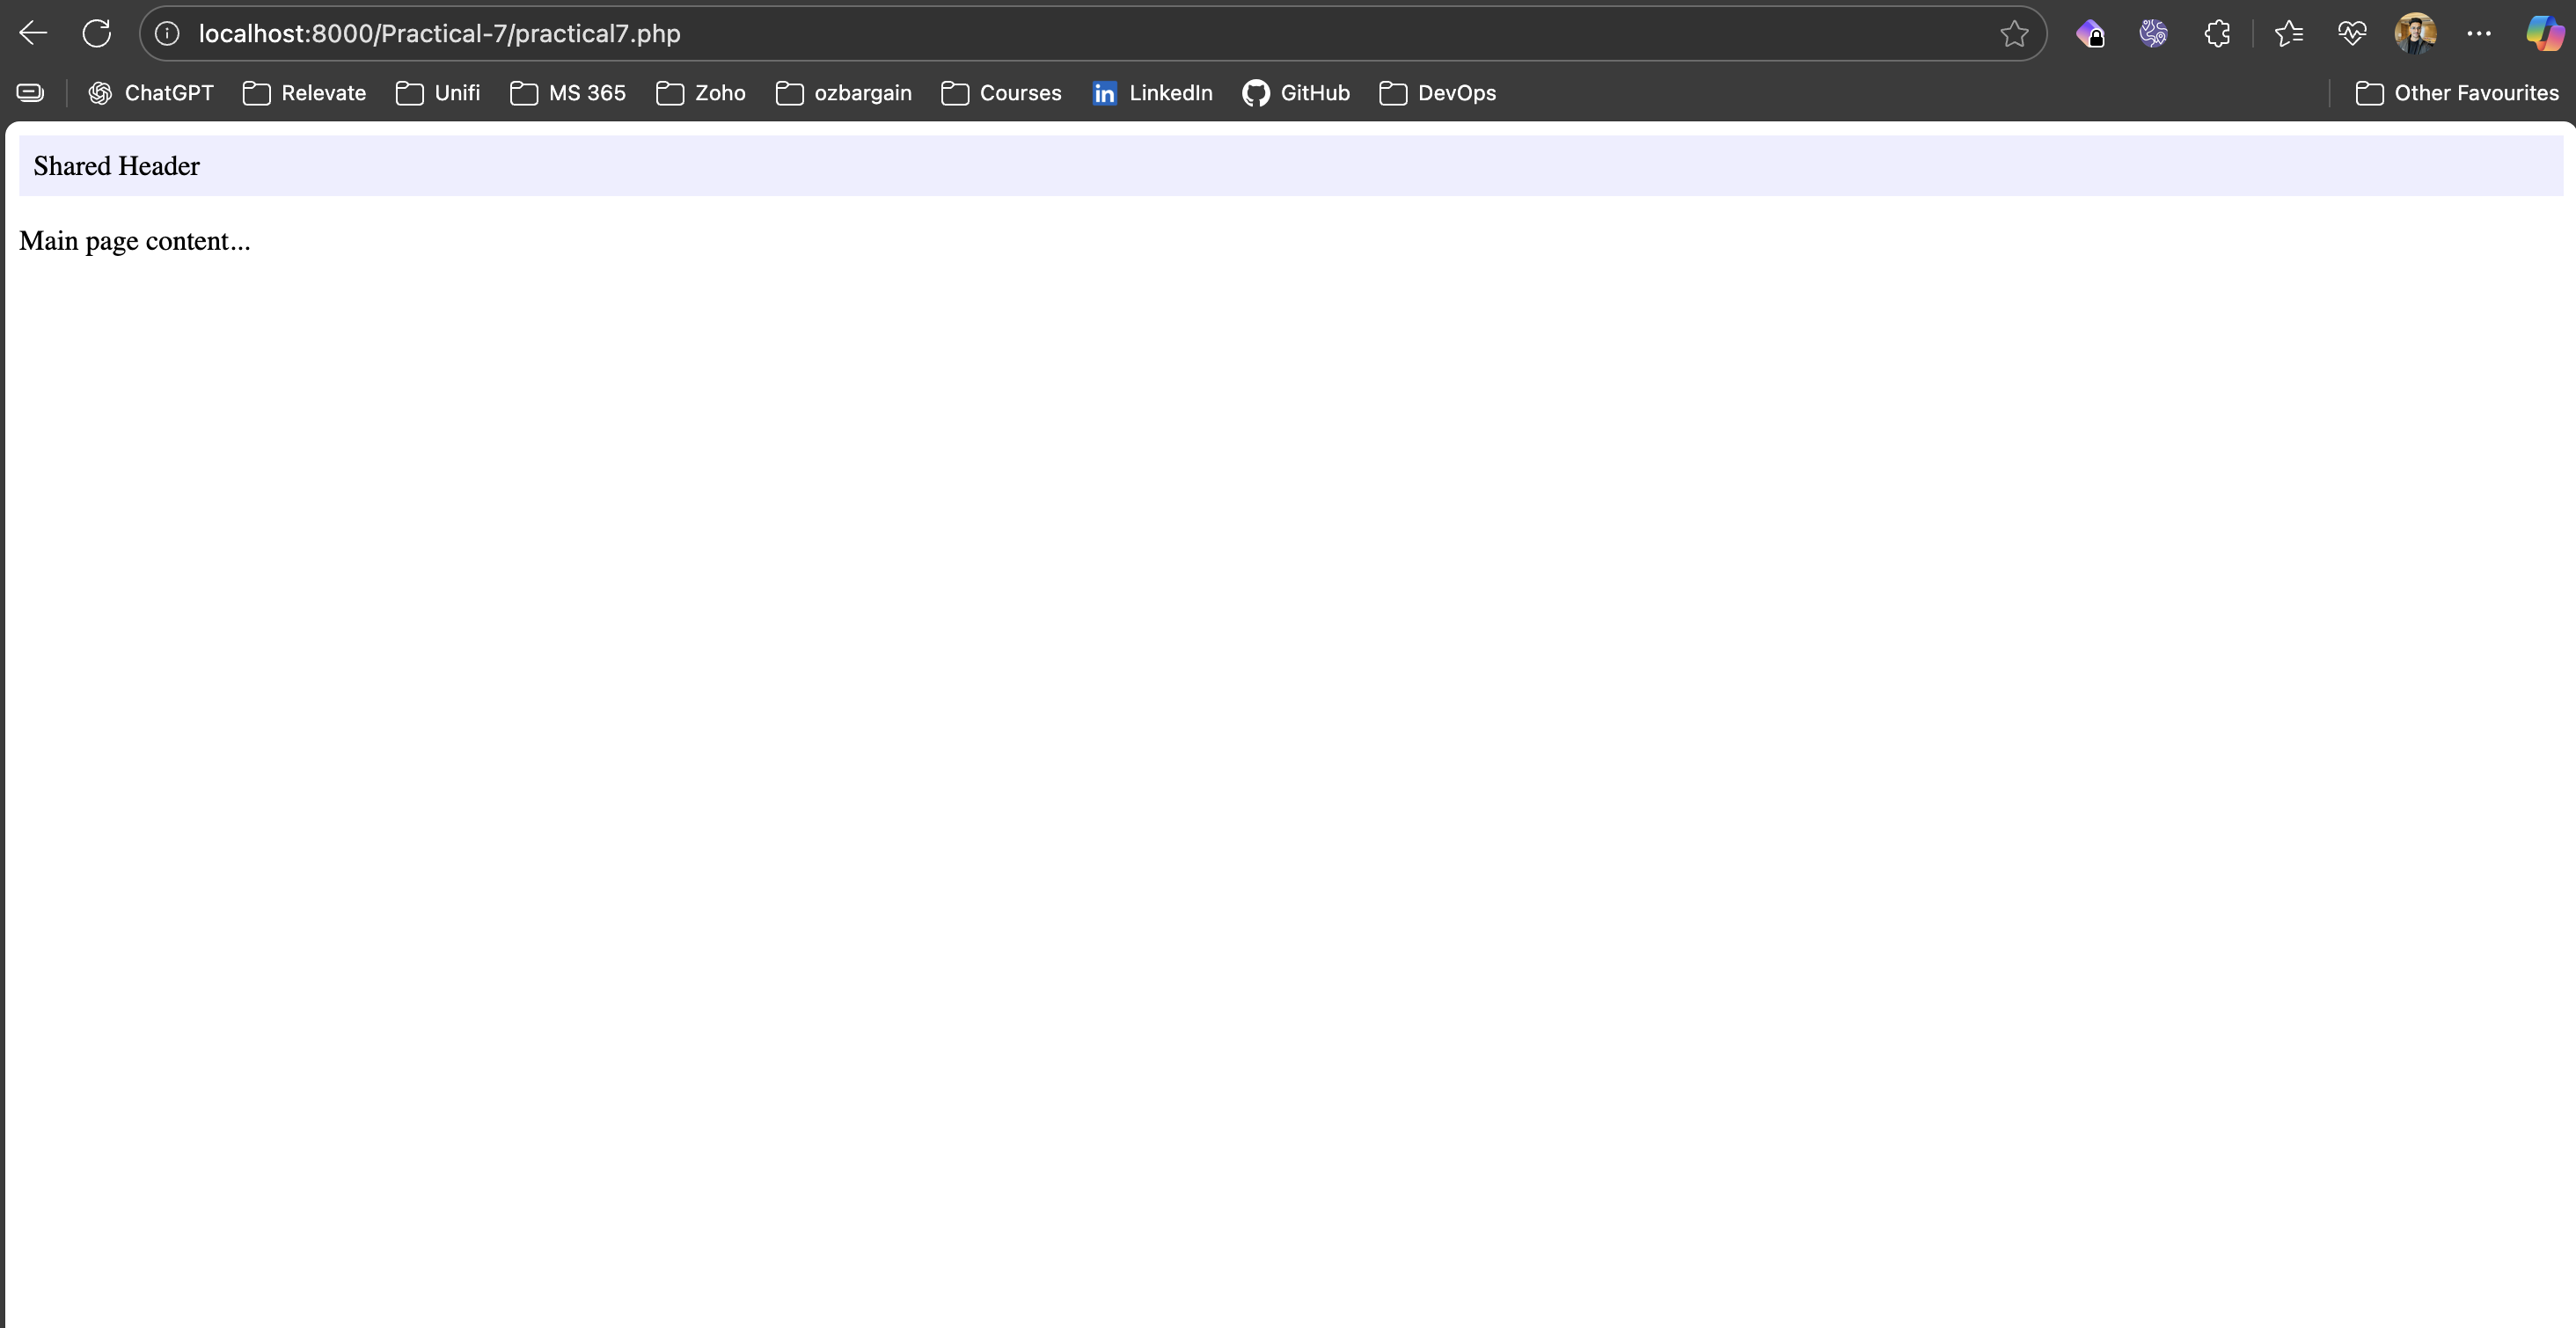 localhost:8000/Practical-7/practical7.php
ChatGPT Relevate Unifi MS 365 Zoho ozbargain Courses LinkedIn GitHub DevOps Other Favourites
Shared Header
Main page content...